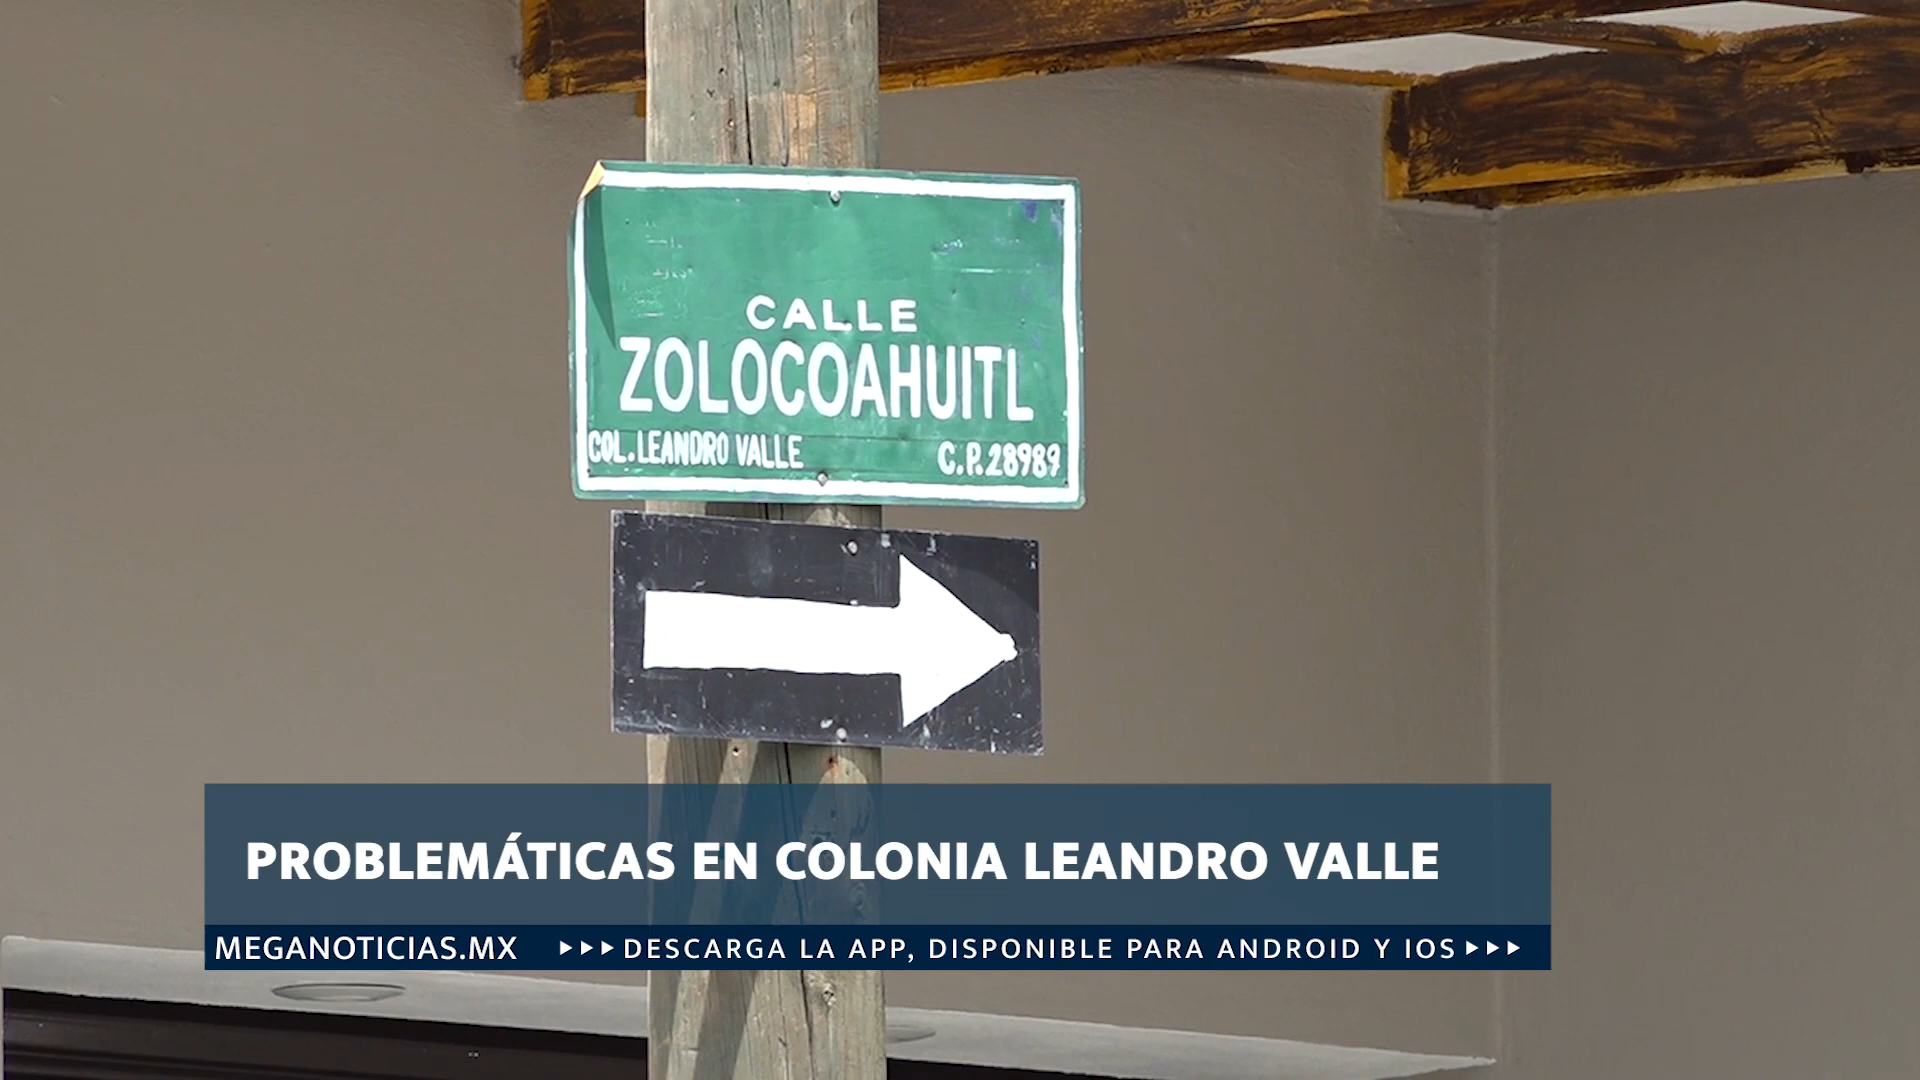 CALLE
ZOLOCOAHUITL
COL. LEANDRO VALLE C.P. 28989
PROBLEMÁTICAS EN COLONIA LEANDRO VALLE
MEGANOTICIAS.MX DESCARGA LA APP, DISPONIBLE PARA ANDROID Y IOS